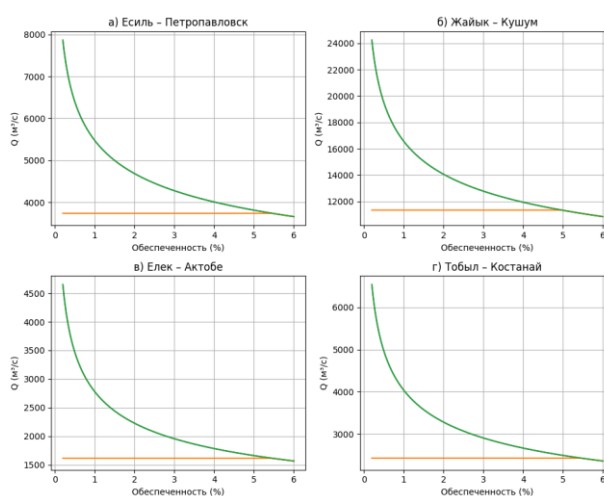 а) Есиль – Петропавловск
8000
7000
6000
5000
4000
Q (м³/с)
0 1 2 3 4 5 6
Обеспеченность (%)
б) Жайык – Кушум
24000
22000
20000
18000
16000
14000
12000
Q (м³/с)
0 1 2 3 4 5 6
Обеспеченность (%)
в) Елек – Актобе
4500
4000
3500
3000
2500
2000
1500
Q (м³/с)
0 1 2 3 4 5 6
Обеспеченность (%)
г) Тобыл – Костанай
6000
5000
4000
3000
Q (м³/с)
0 1 2 3 4 5 6
Обеспеченность (%)